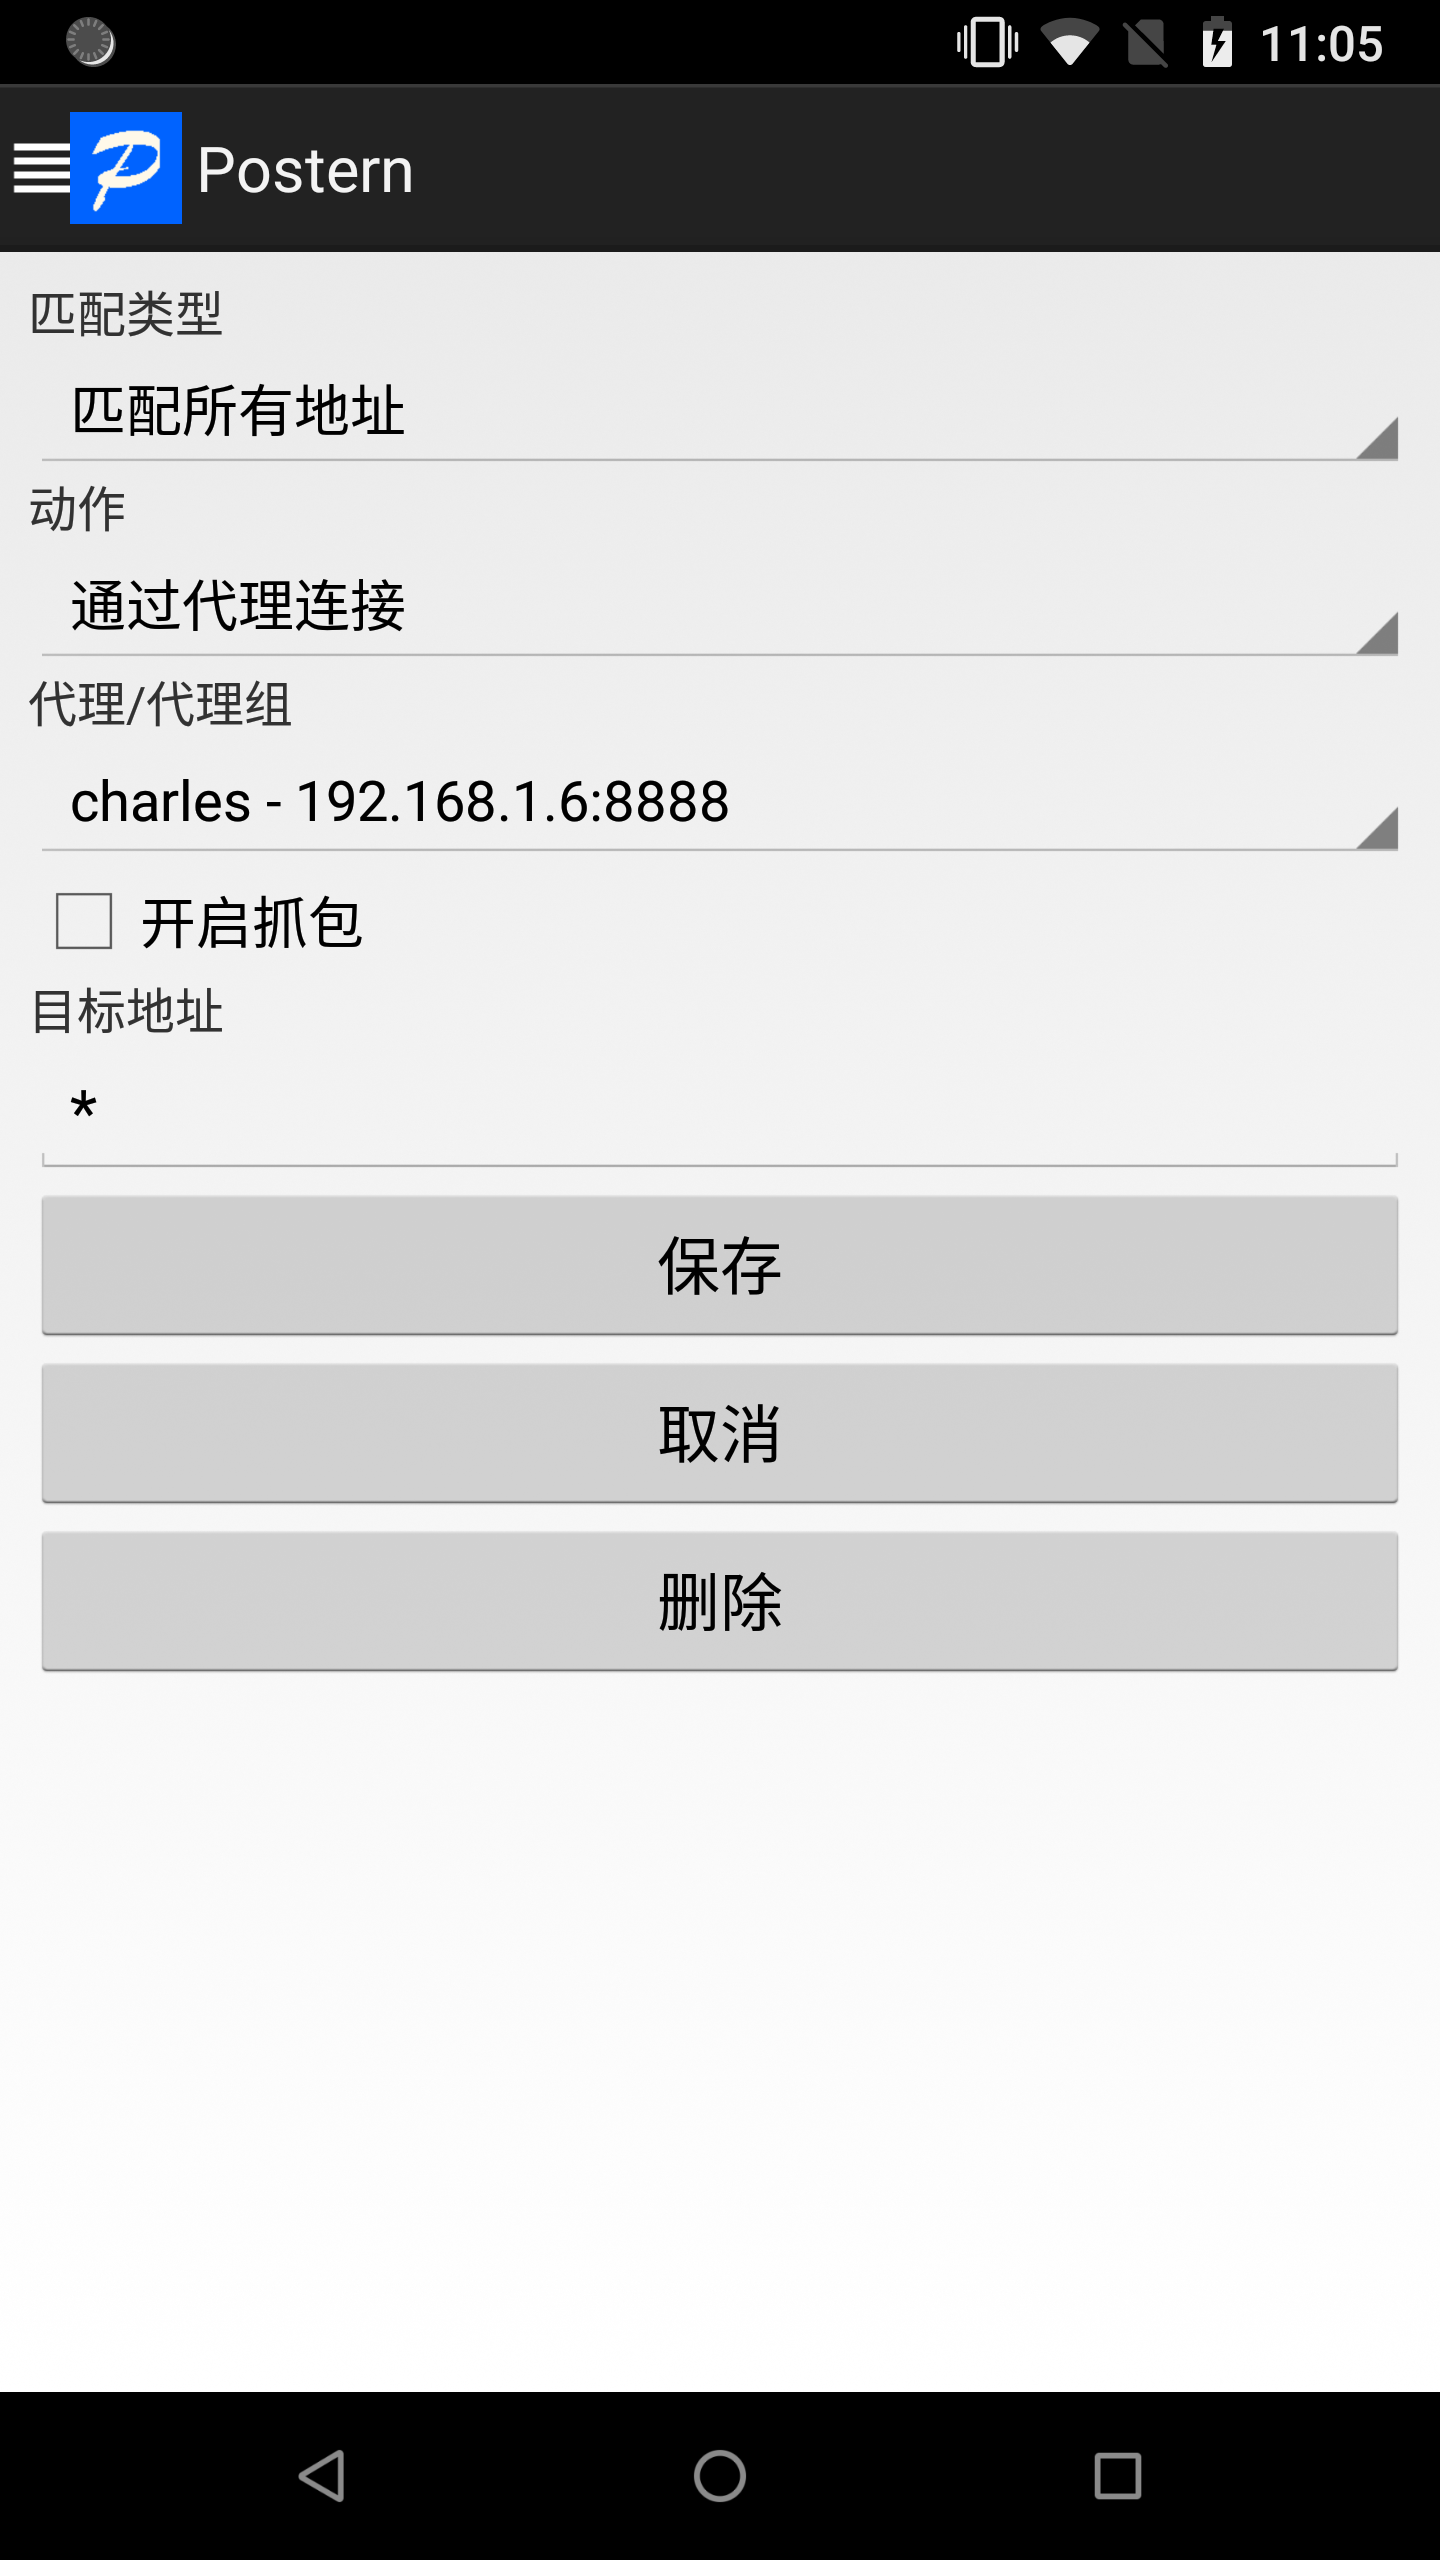 11:05
Postern
匹配类型
匹配所有地址
动作
通过代理连接
代理/代理组
charles - 192.168.1.6:8888
开启抓包
目标地址
*
保存
取消
删除